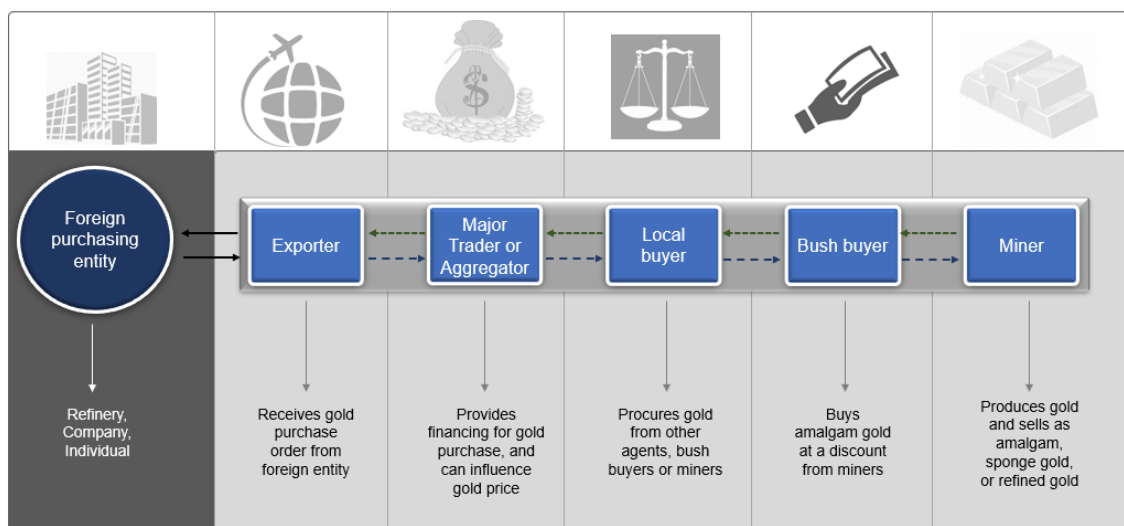 Foreign
purchasing
entity
Exporter
Major
Trader or
Aggregator
Local
buyer
Bush buyer
Miner
Refinery,
Company,
Individual
Receives gold
purchase
order from
foreign entity
Provides
financing for gold
purchase, and
can influence
gold price
Procures gold
from other
agents, bush
buyers or miners
Buys
amalgam gold
at a discount
from miners
Produces gold
and sells as
amalgam,
sponge gold,
or refined gold